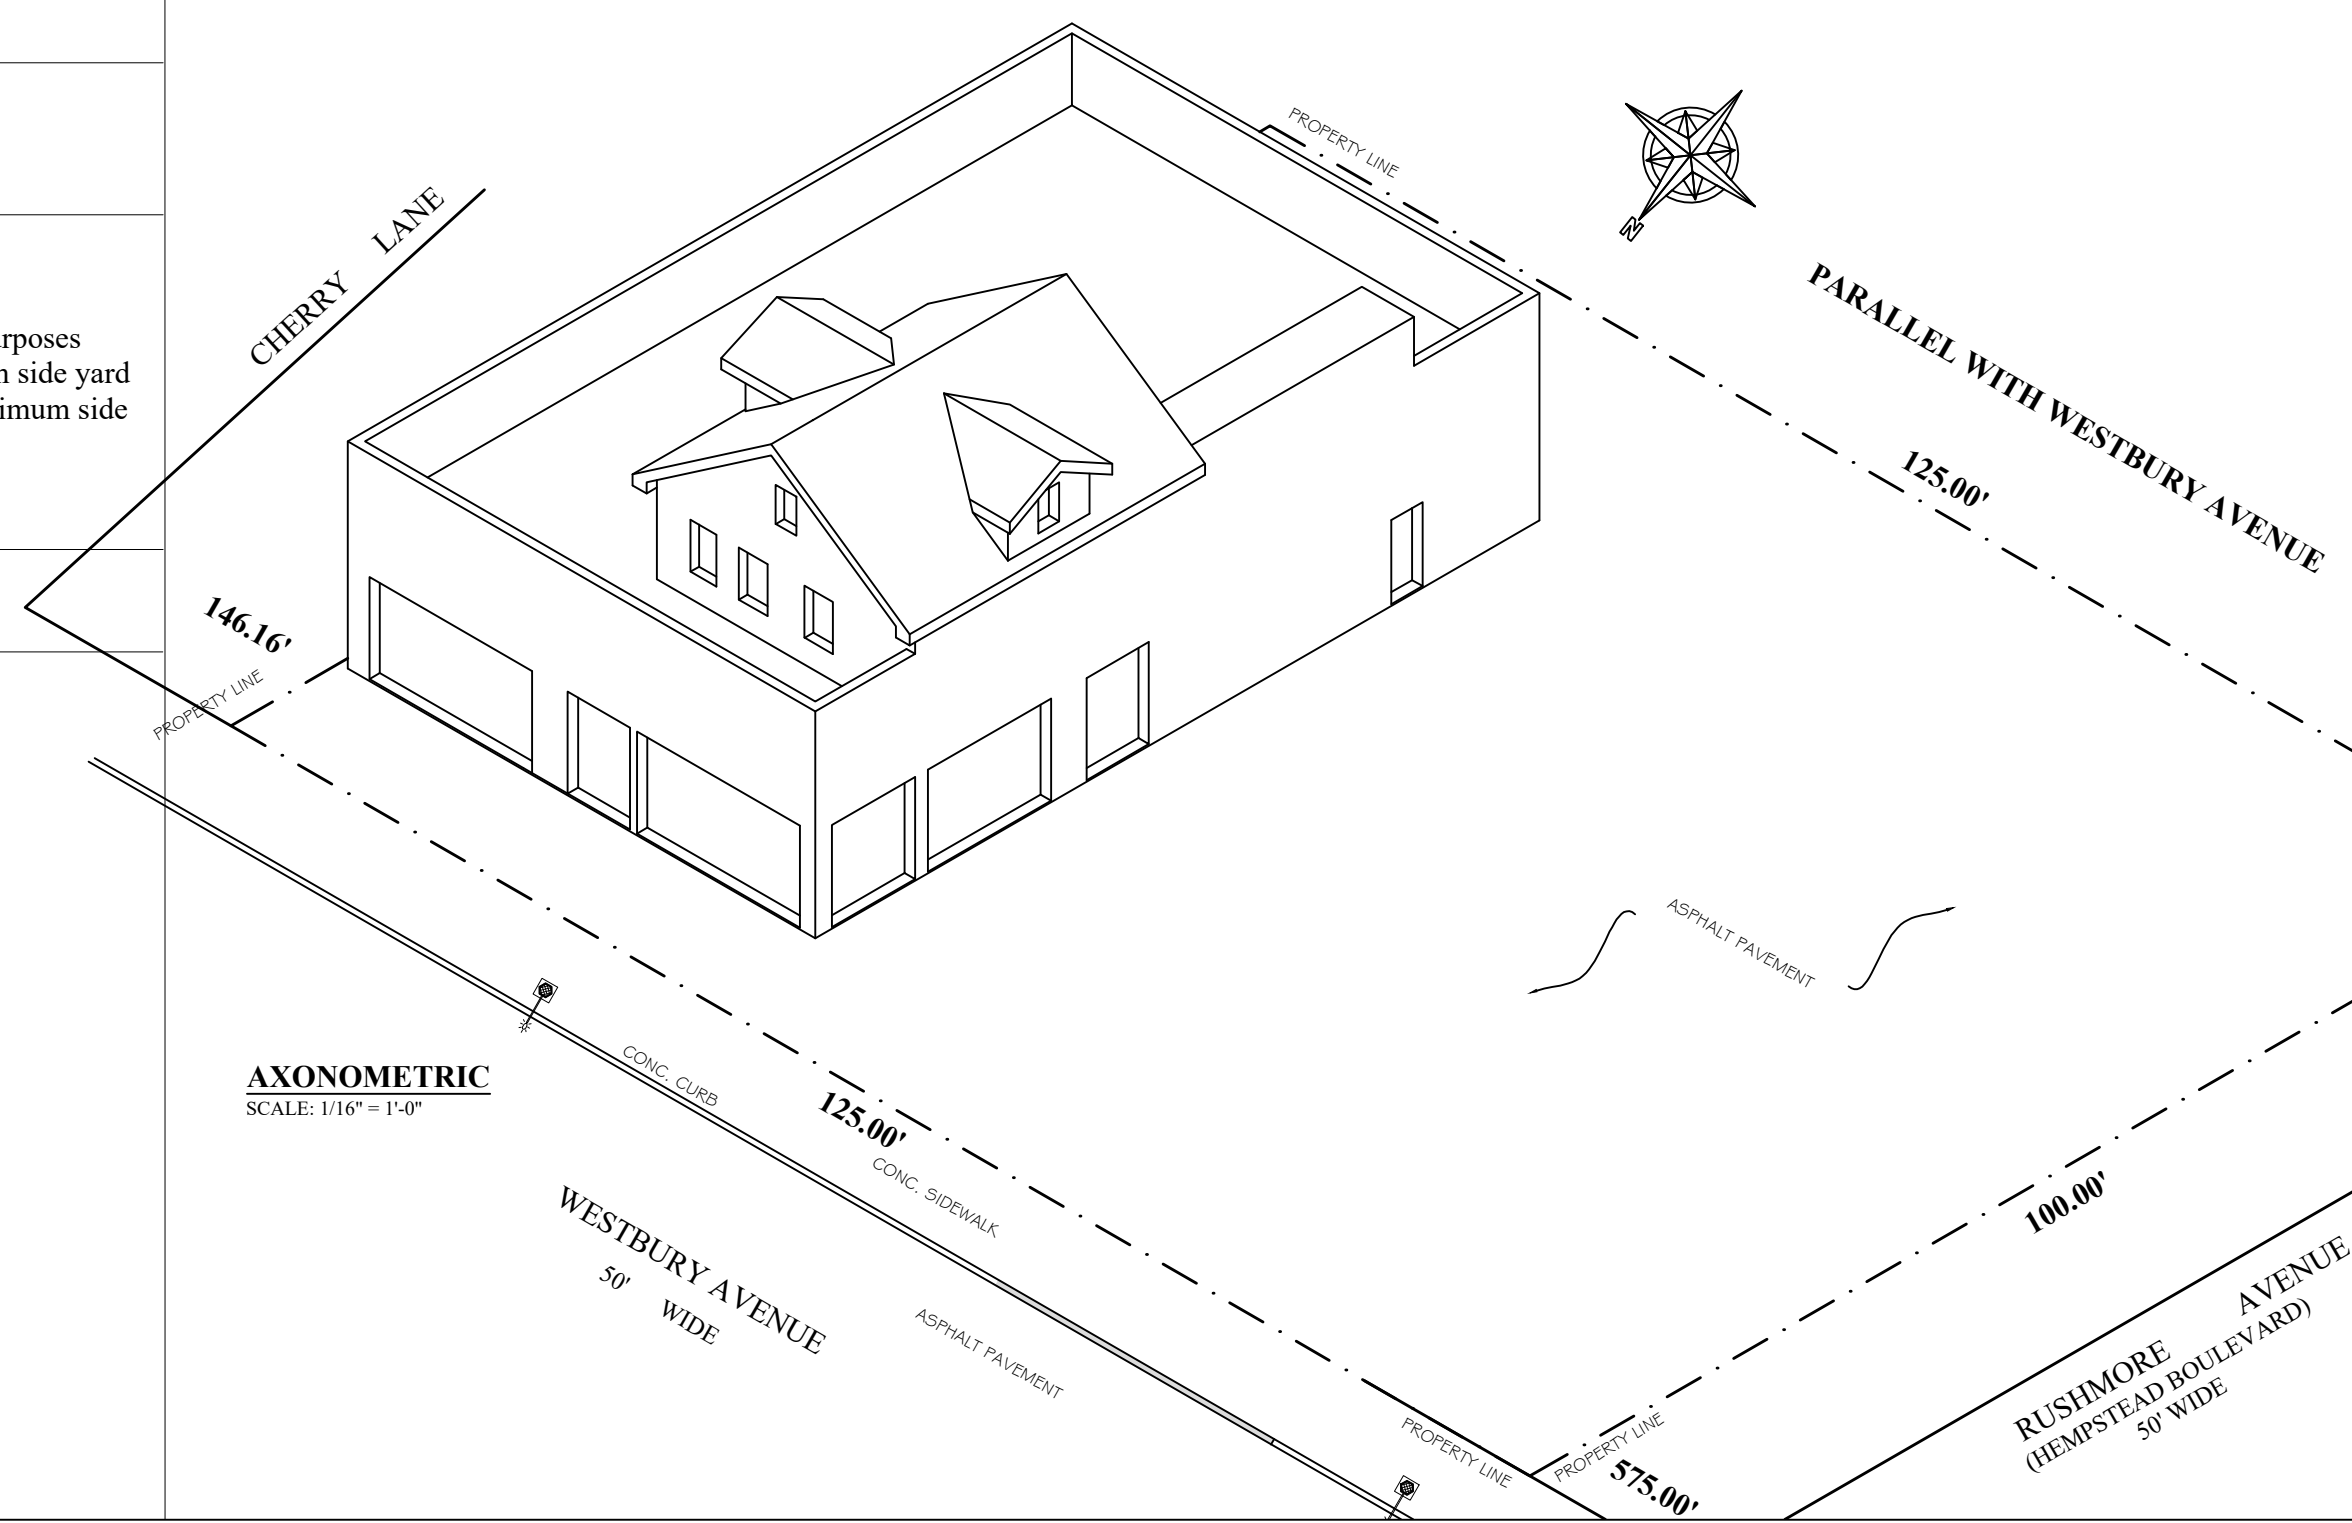 PROPERTY LINE
N
CHERRY LANE
PARALLEL WITH WESTBURY AVENUE
rposes
side yard
imum side
125.00'
146.16'
PROPERTY LINE
ASPHALT PAVEMENT
AXONOMETRIC
SCALE: 1/16" = 1'-0"
CONC. CURB
125.00'
CONC. SIDEWALK
WESTBURY AVENUE
50' WIDE
ASPHALT PAVEMENT
100.00'
RUSHMORE AVENUE
(HEMPSTEAD BOULEVARD)
50' WIDE
PROPERTY LINE
PROPERTY LINE
575.00'